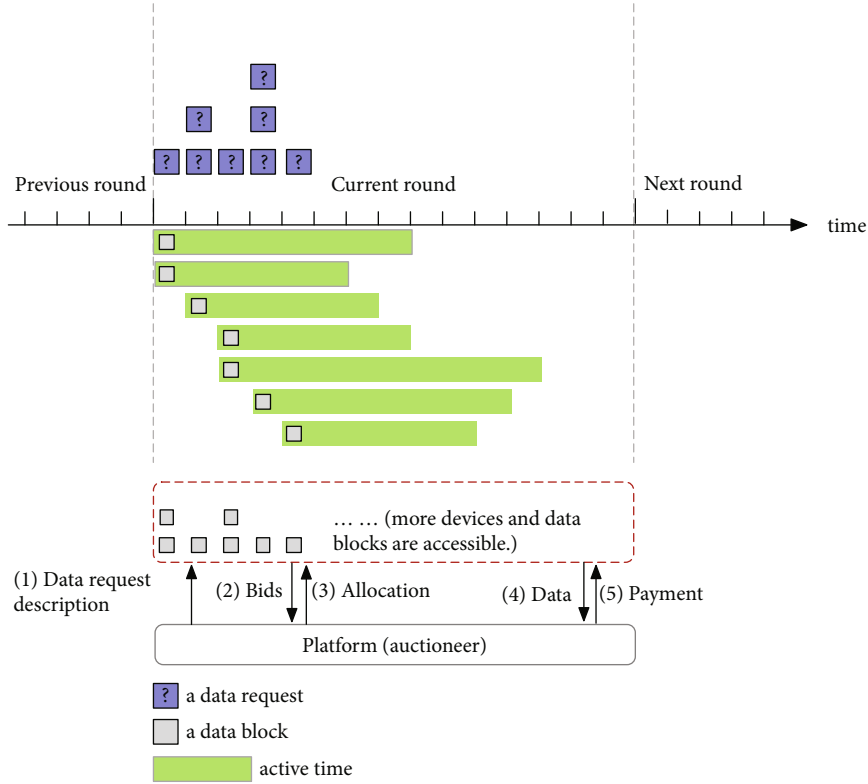 ?
? ?
? ? ? ? ?
Previous round
Current round
Next round
time
... ... (more devices and data
blocks are accessible.)
(1) Data request
description
(2) Bids
(3) Allocation
(4) Data
(5) Payment
Platform (auctioneer)
? a data request
a data block
active time